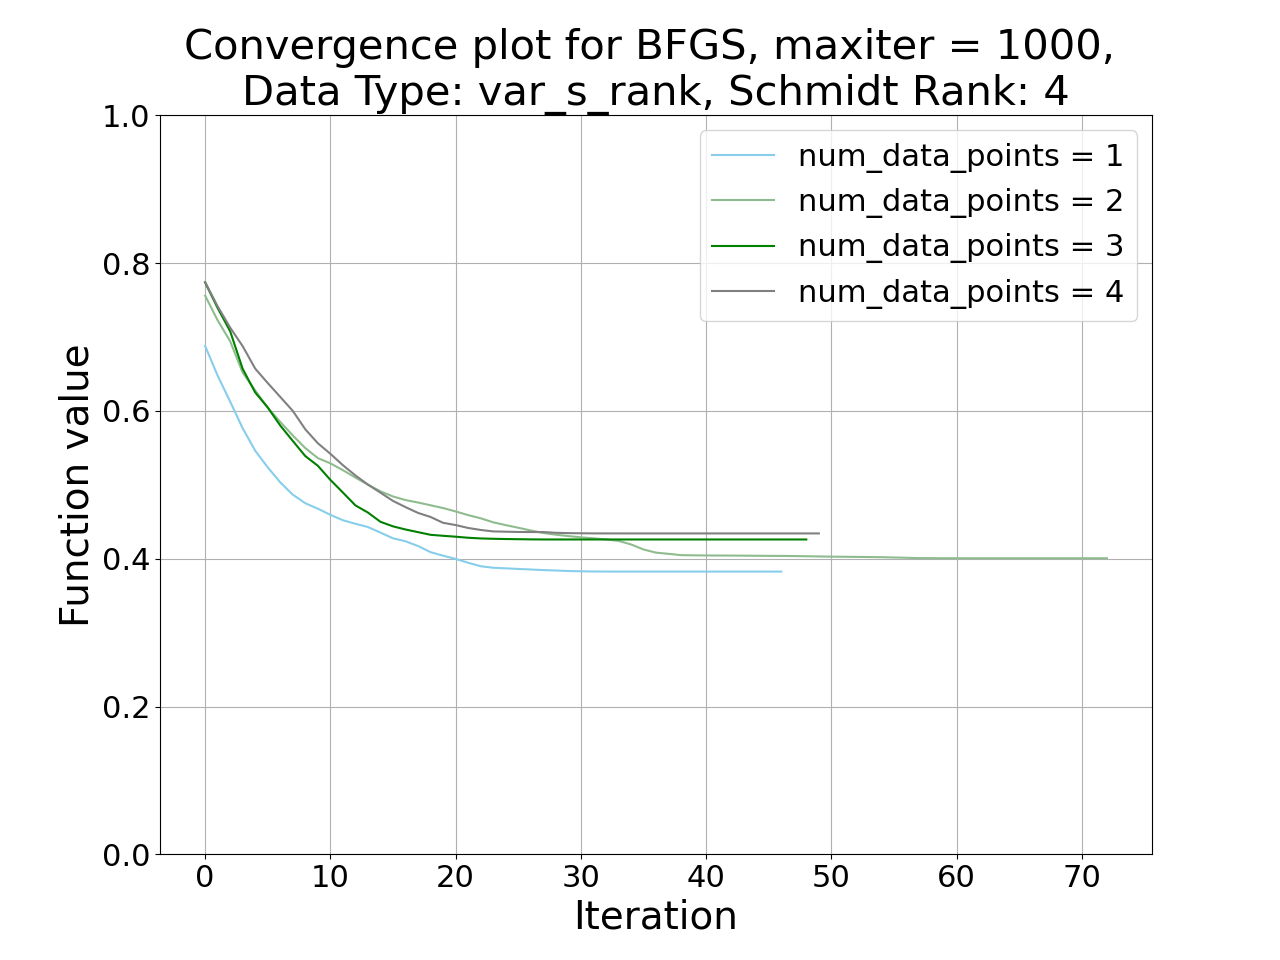 Convergence plot for BFGS, maxiter = 1000,
Data Type: var_s_rank, Schmidt Rank: 4
1.0
0.8
0.6
0.4
0.2
0.0
Function value
num_data_points = 1
num_data_points = 2
num_data_points = 3
num_data_points = 4
0 10 20 30 40 50 60 70
Iteration